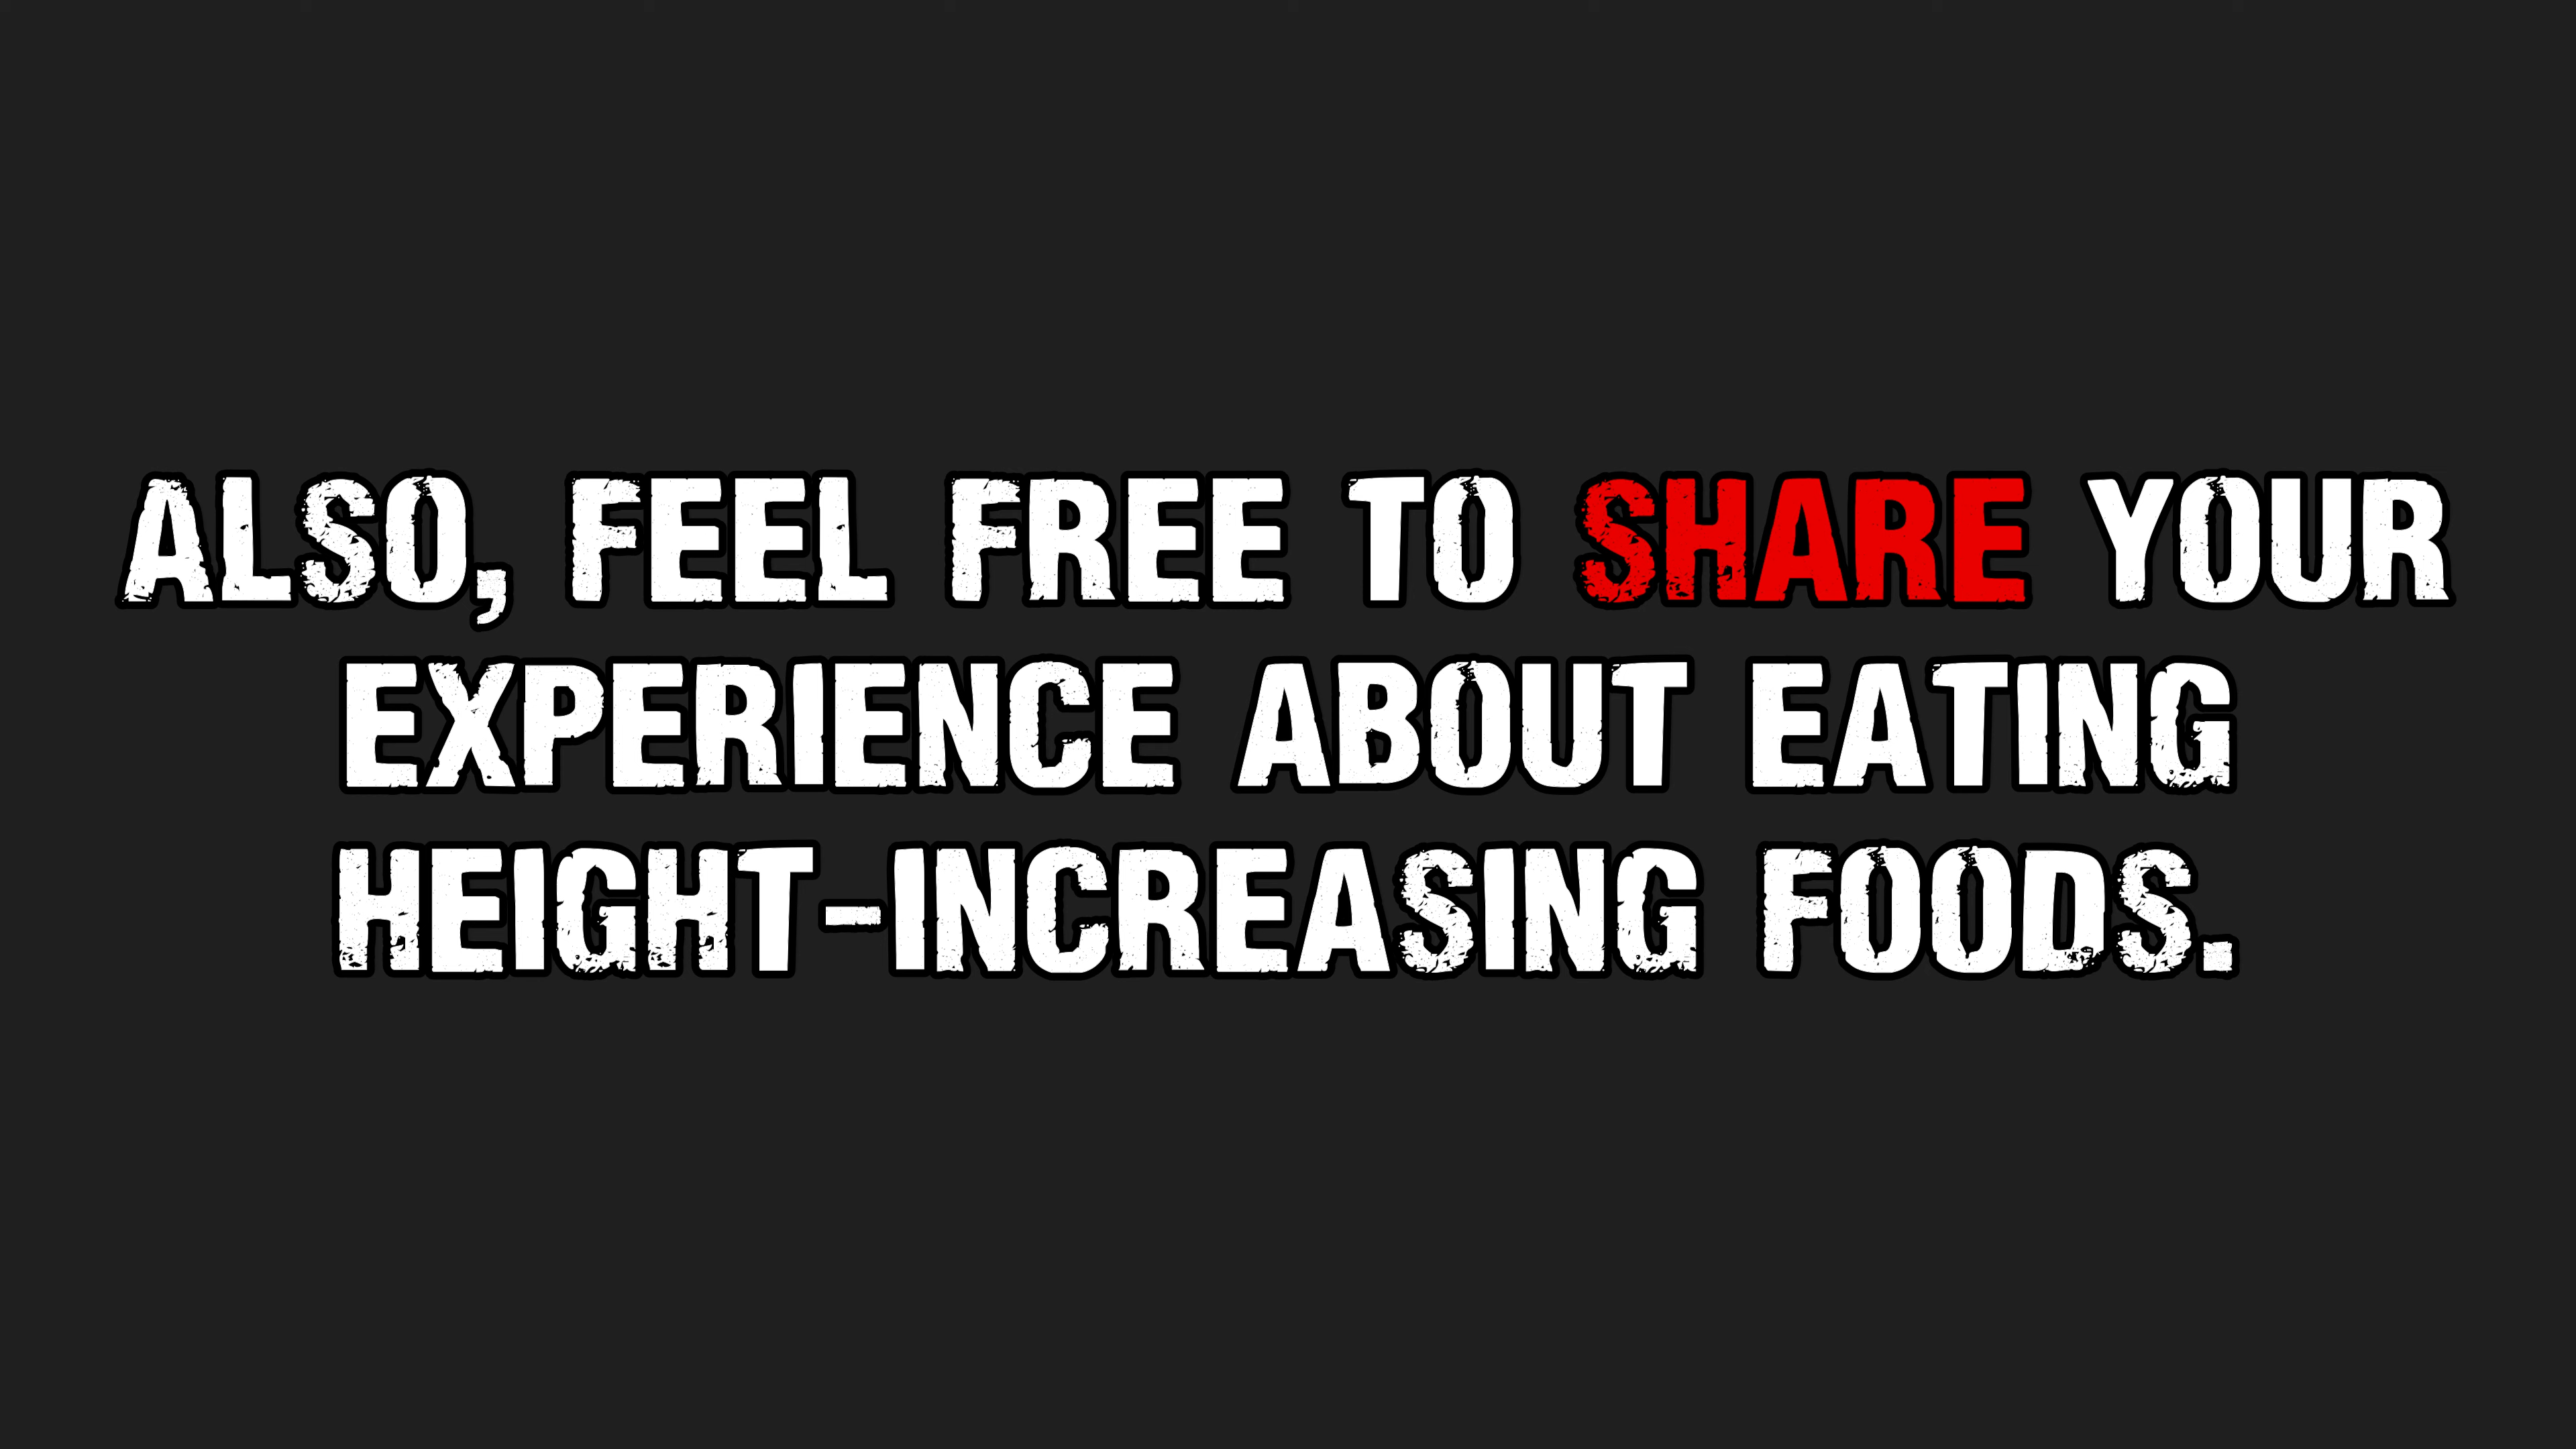 ALSO, FEEL FREE TO SHARE YOUR
EXPERIENCE ABOUT EATING
HEIGHT-INCREASING FOODS.